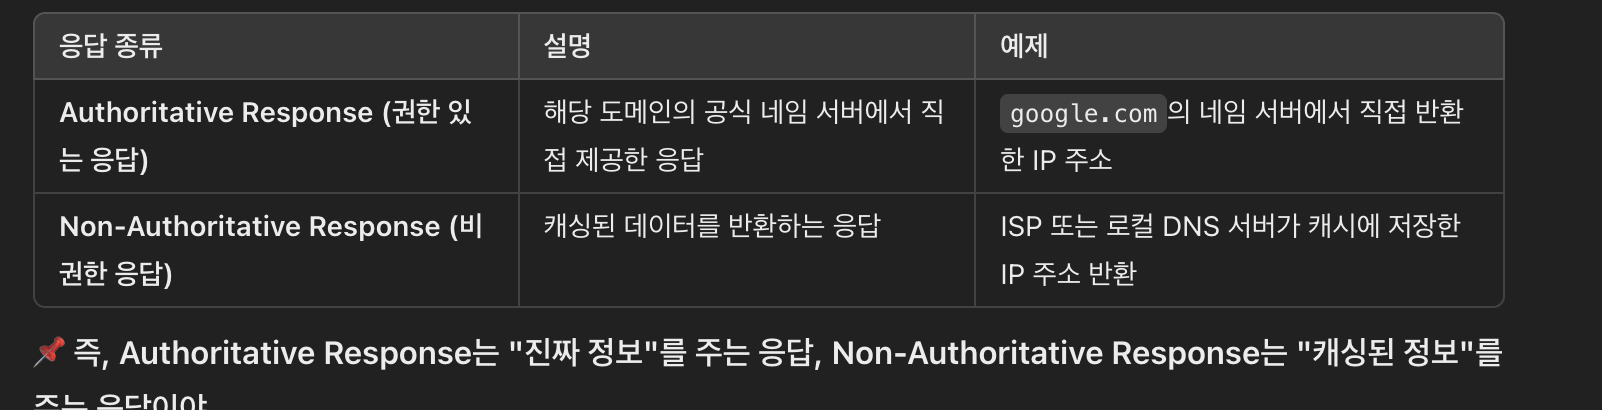 응답 종류
설명
예제
Authoritative Response (권한 있
는 응답)
해당 도메인의 공식 네임 서버에서 직
접 제공한 응답
google.com의 네임 서버에서 직접 반환
한 IP 주소
Non-Authoritative Response (비
권한 응답)
캐싱된 데이터를 반환하는 응답
ISP 또는 로컬 DNS 서버가 캐시에 저장한
IP 주소 반환
📌 즉, Authoritative Response는 "진짜 정보"를 주는 응답, Non-Authoritative Response는 "캐싱된 정보"를
주는 응답이야